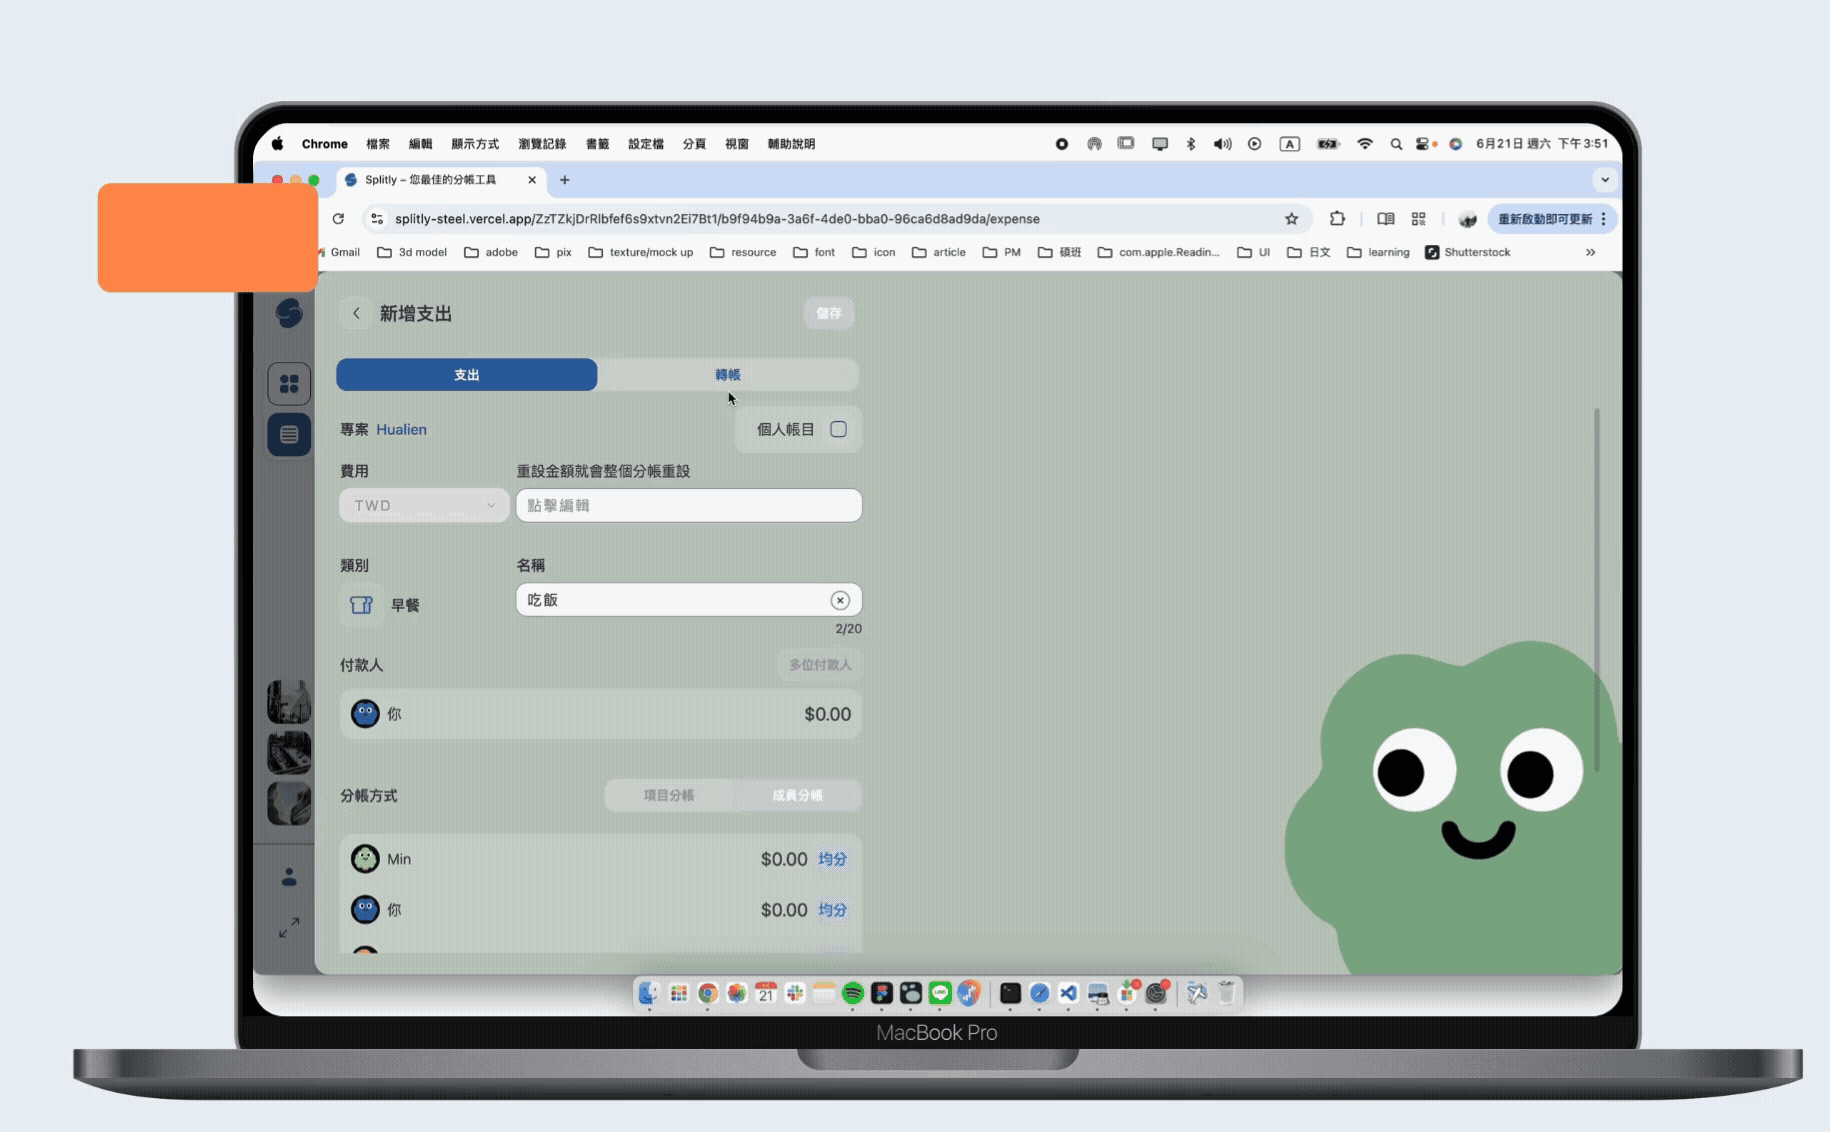 Chrome 檔案 編輯 顯示方式 瀏覽記錄 書籤 設定檔 分頁 視窗 輔助說明 A 6月21日 週六 下午3:51
Splitly – 您最佳的分帳工具
splitly-steel.vercel.app/ZzTZkjDrRlbfef6s9xtvn2Ei7Bt1/b9f94b9a-3a6f-4de0-bba0-96ca6d8ad9da/expense 重新啟動即可更新
Gmail 3d model adobe pix texture/mock up resource font icon article PM 碩班 com.apple.Readin... UI 日文 learning Shutterstock »
新增支出 儲存
支出 轉帳
專案 Hualien 個人帳目
費用 重設金額就會整個分帳重設
TWD 點擊編輯
類別 名稱
早餐 吃飯
2/20
付款人 多位付款人
你 $0.00
分帳方式 項目分帳 成員分帳
Min $0.00 均分
你 $0.00 均分
21
MacBook Pro